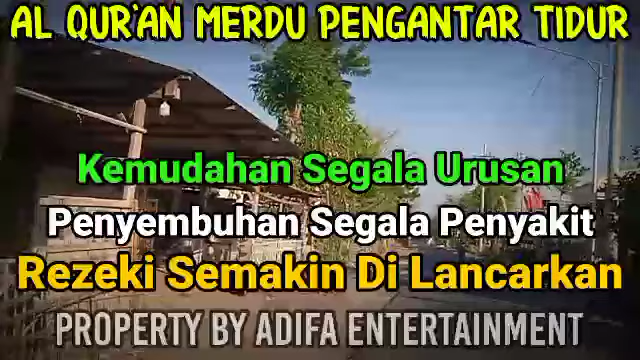 AL QUR'AN MERDU PENGANTAR TIDUR
Kemudahan Segala Urusan
Penyembuhan Segala Penyakit
Rezeki Semakin Di Lancarkan
PROPERTY BY ADIFA ENTERTAINMENT